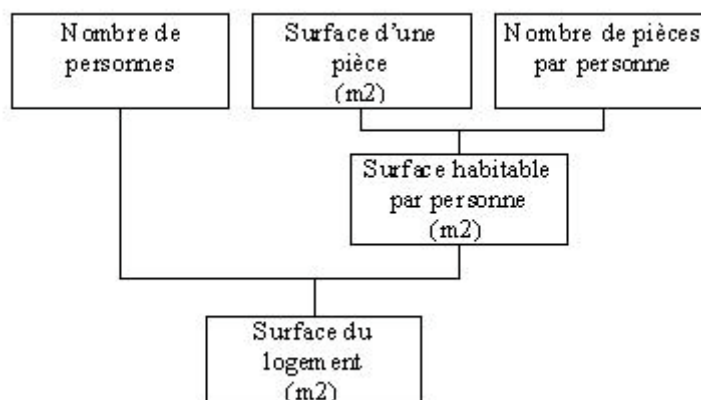 Nombre de
personnes
Surface d'une
pièce
(m2)
Nombre de pièces
par personne
Surface habitable
par personne
(m2)
Surface du
logement
(m2)